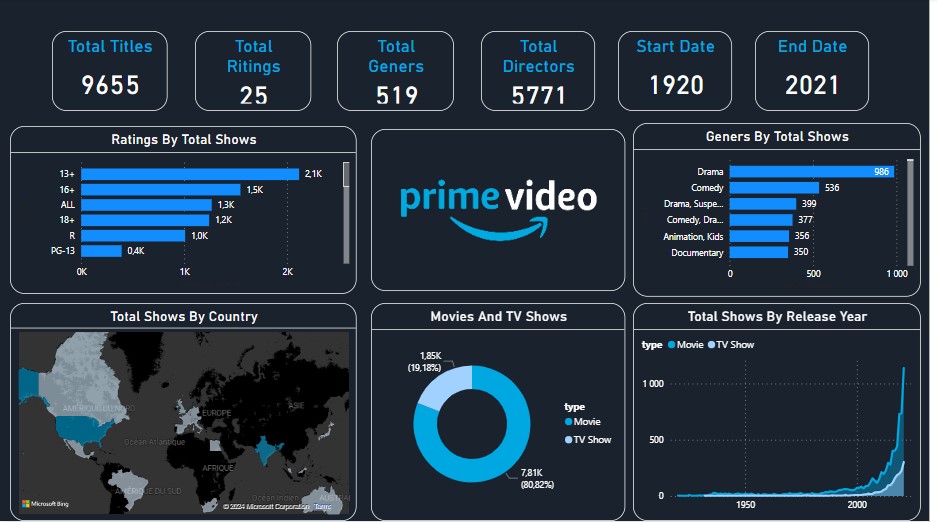 Total Titles
9655
Total
Ritings
25
Total
Geners
519
Total
Directors
5771
Start Date
1920
End Date
2021
Ratings By Total Shows
13+
2,1K
16+
1,5K
ALL
1,3K
18+
1,2K
R
1,0K
PG-13
0,4K
0K
1K
2K
prime video
Geners By Total Shows
Drama
986
Comedy
536
Drama, Suspe...
399
Comedy, Dra...
377
Animation, Kids
356
Documentary
350
0
500
1 000
Total Shows By Country
AMÉRIQUE DU NORD
EUROPE
ASIE
Océan Atlantique
AFRIQUE
AMÉRIQUE DU SUD
Océan Indien
AUSTRAL
Microsoft Bing
© 2024 Microsoft Corporation Terms
Movies And TV Shows
1,85K
(19,18%)
type
Movie
TV Show
7,81K
(80,82%)
Total Shows By Release Year
type Movie TV Show
1 000
500
0
1950
2000